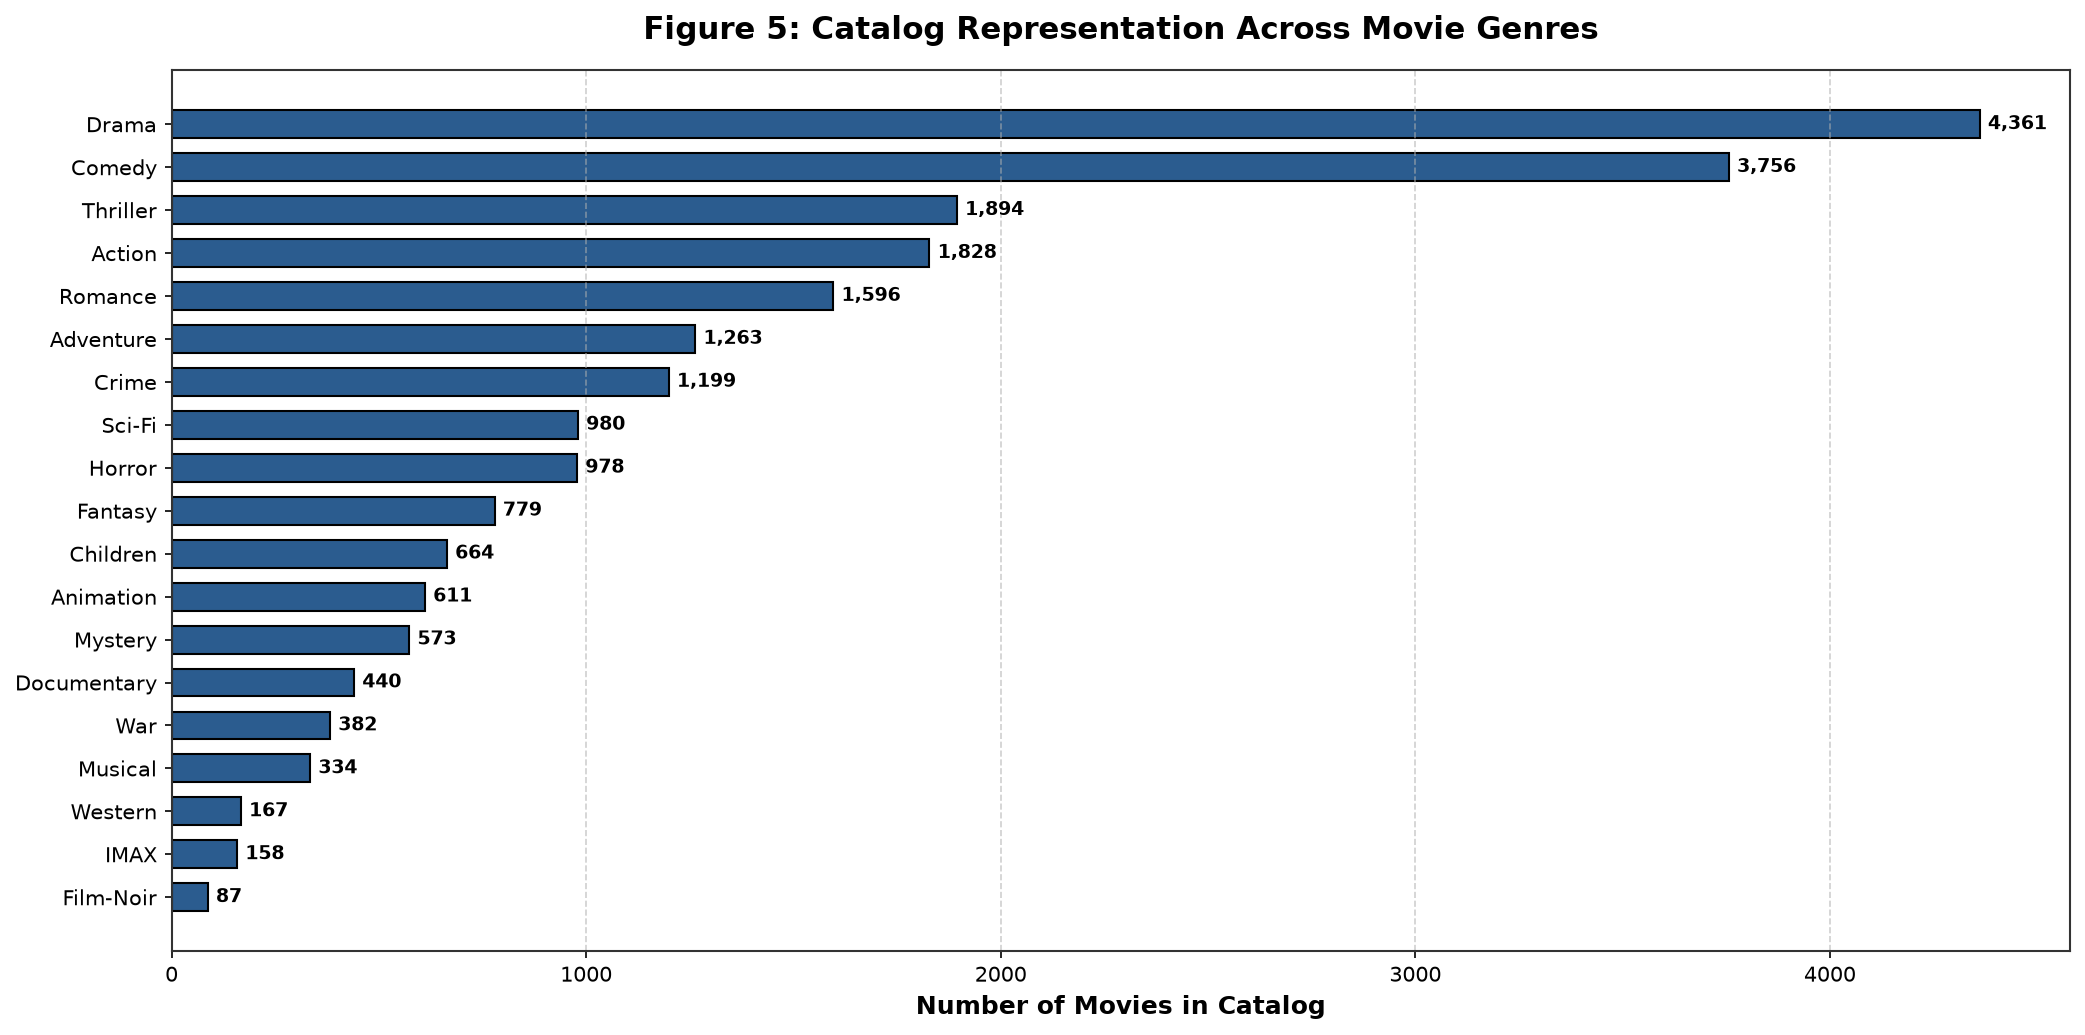 Figure 5: Catalog Representation Across Movie Genres
Drama 4,361
Comedy 3,756
Thriller 1,894
Action 1,828
Romance 1,596
Adventure 1,263
Crime 1,199
Sci-Fi 980
Horror 978
Fantasy 779
Children 664
Animation 611
Mystery 573
Documentary 440
War 382
Musical 334
Western 167
IMAX 158
Film-Noir 87
0 1000 2000 3000 4000
Number of Movies in Catalog